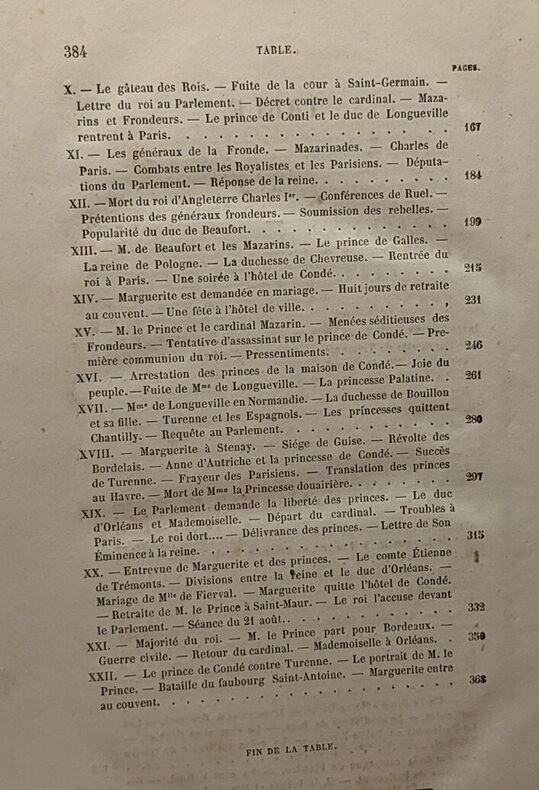 384
TABLE.
PAGES.
X. — Le gâteau des Rois. — Fuite de la cour à Saint-Germain. —
Lettre du roi au Parlement. — Décret contre le cardinal. — Maza-
rins et Frondeurs. — Le prince de Conti et le duc de Longueville
rentrent à Paris. . . . . . . . . . . . . . . . 167
XI. — Les généraux de la Fronde. — Mazarinades. — Charles de
Paris. — Combats entre les Royalistes et les Parisiens. — Députa-
tions du Parlement. — Réponse de la reine. . . . . . . . . 184
XII. — Mort du roi d'Angleterre Charles Ier. — Conférences de Ruel. —
Prétentions des généraux frondeurs. — Soumission des rebelles. —
Popularité du duc de Beaufort. . . . . . . . . . . . . 199
XIII. — M. de Beaufort et les Mazarins. — Le prince de Galles. —
La reine de Pologne. — La duchesse de Chevreuse. — Rentrée du
roi à Paris. — Une soirée à l'hôtel de Condé. . . . . . . . 215
XIV. — Marguerite est demandée en mariage. — Huit jours de retraite
au couvent. — Une fête à l'hôtel de ville. . . . . . . . . , 231
XV. — M. le Prince et le cardinal Mazarin. — Menées séditieuses des
Frondeurs. — Tentative d'assassinat sur le prince de Condé. — Pre-
mière communion du roi. — Pressentiments. . . . . . . . . 246
XVI. — Arrestation des princes de la maison de Condé. — Joie du
peuple. — Fuite de Mme de Longueville. — La princesse Palatine. . 261
XVII. — Mme de Longueville en Normandie. — La duchesse de Bouillon
et sa fille. — Turenne et les Espagnols. — Les princesses quittent
Chantilly. — Requête au Parlement. . . . . . . . . . . . 280
XVIII. — Marguerite à Stenay. — Siége de Guise. — Révolte des
Bordelais. — Anne d'Autriche et la princesse de Condé. — Succès
de Turenne. — Frayeur des Parisiens. — Translation des princes
au Havre. — Mort de Mme la Princesse douairière. . . . . . . 297
XIX. — Le Parlement demande la liberté des princes. — Le duc
d'Orléans et Mademoiselle. — Départ du cardinal. — Troubles à
Paris. — Le roi dort.... — Délivrance des princes. — Lettre de Son
Éminence à la reine. . . . . . . . . . . . . . . . . 315
XX. — Entrevue de Marguerite et des princes. — Le comte Étienne
de Trémonts. — Divisions entre la reine et le duc d'Orléans. —
Mariage de Mlle de Fierval. — Marguerite quitte l'hôtel de Condé.
— Retraite de M. le Prince à Saint-Maur. — Le roi l'accuse devant
le Parlement. — Séance du 21 août.. . . . . . . . . . . . 332
XXI. — Majorité du roi. — M. le Prince part pour Bordeaux. —
Guerre civile. — Retour du cardinal. — Mademoiselle à Orléans. . 350
XXII. — Le prince de Condé contre Turenne. — Le portrait de M. le
Prince. — Bataille du faubourg Saint-Antoine. — Marguerite entre
au couvent. . . . . . . . . . . . . . . . . . . . 368
FIN DE LA TABLE.